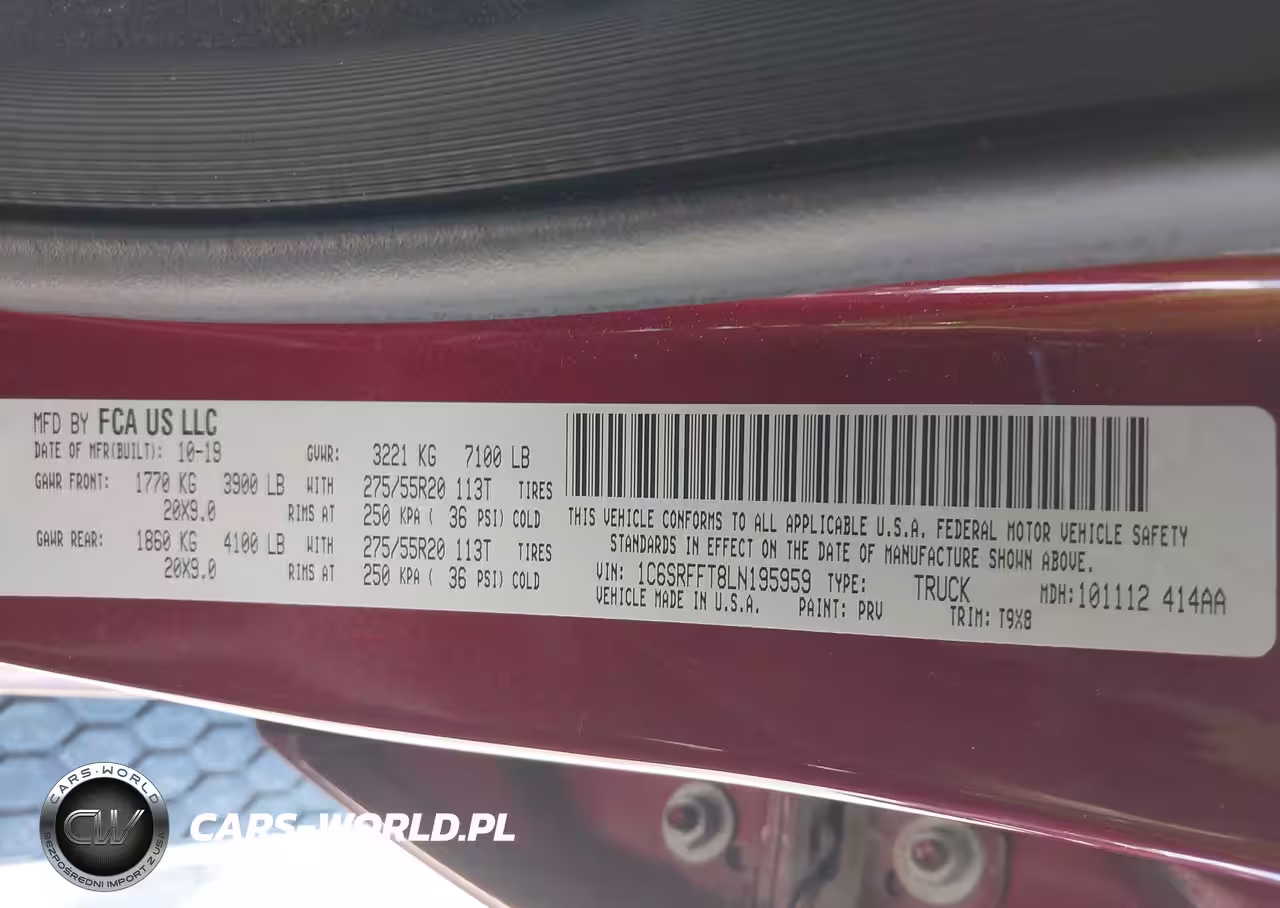 MFD BY FCA US LLC
DATE OF MFR(BUILT): 10-19 GVWR: 3221 KG 7100 LB
GAWR FRONT: 1770 KG 3900 LB WITH 275/55R20 113T TIRES
20X9.0 RIMS AT 250 KPA ( 36 PSI) COLD
GAWR REAR: 1860 KG 4100 LB WITH 275/55R20 113T TIRES
20X9.0 RIMS AT 250 KPA ( 36 PSI) COLD
THIS VEHICLE CONFORMS TO ALL APPLICABLE U.S.A. FEDERAL MOTOR VEHICLE SAFETY
STANDARDS IN EFFECT ON THE DATE OF MANUFACTURE SHOWN ABOVE.
VIN: 1C6SRFFT8LN195959 TYPE: TRUCK MDH:101112 414AA
VEHICLE MADE IN U.S.A. PAINT: PRV TRIM: T9X8
CARS-WORLD
CW
BEZPOŚREDNI IMPORT Z USA
CARS-WORLD.PL